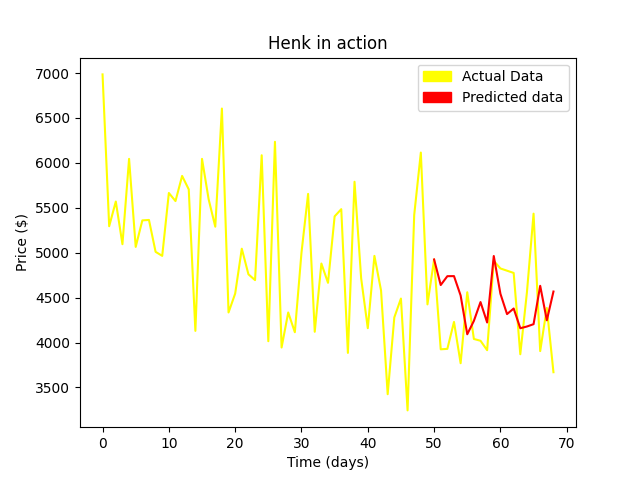 Henk in action
Actual Data
Predicted data
Price ($)
7000
6500
6000
5500
5000
4500
4000
3500
0 10 20 30 40 50 60 70
Time (days)